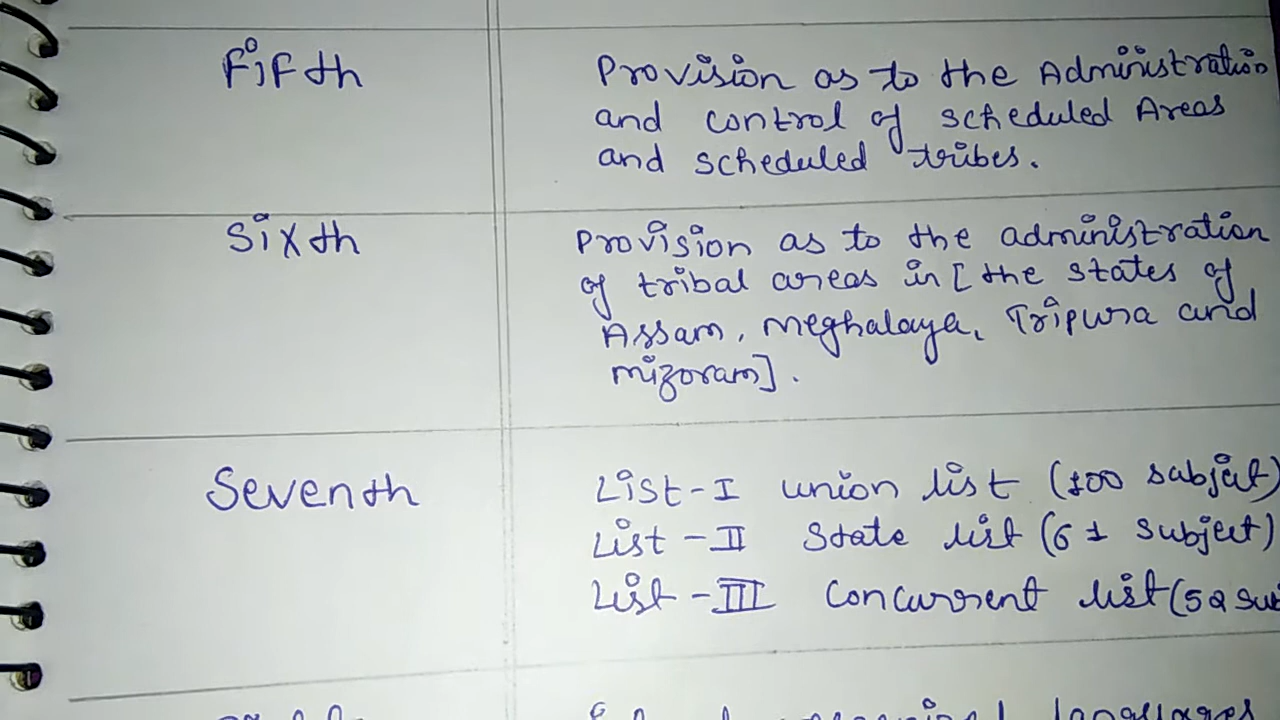 Fifth
Provision as to the Administration
and control of scheduled Areas
and scheduled tribes.
Sixth
Provision as to the administration
of tribal areas in [ the states of
Assam, Meghalaya, Tripura and
mizoram].
Seventh
List-I union list (100 subject)
List-II State list (61 subject)
List-III Concurrent list (52 sub
languages